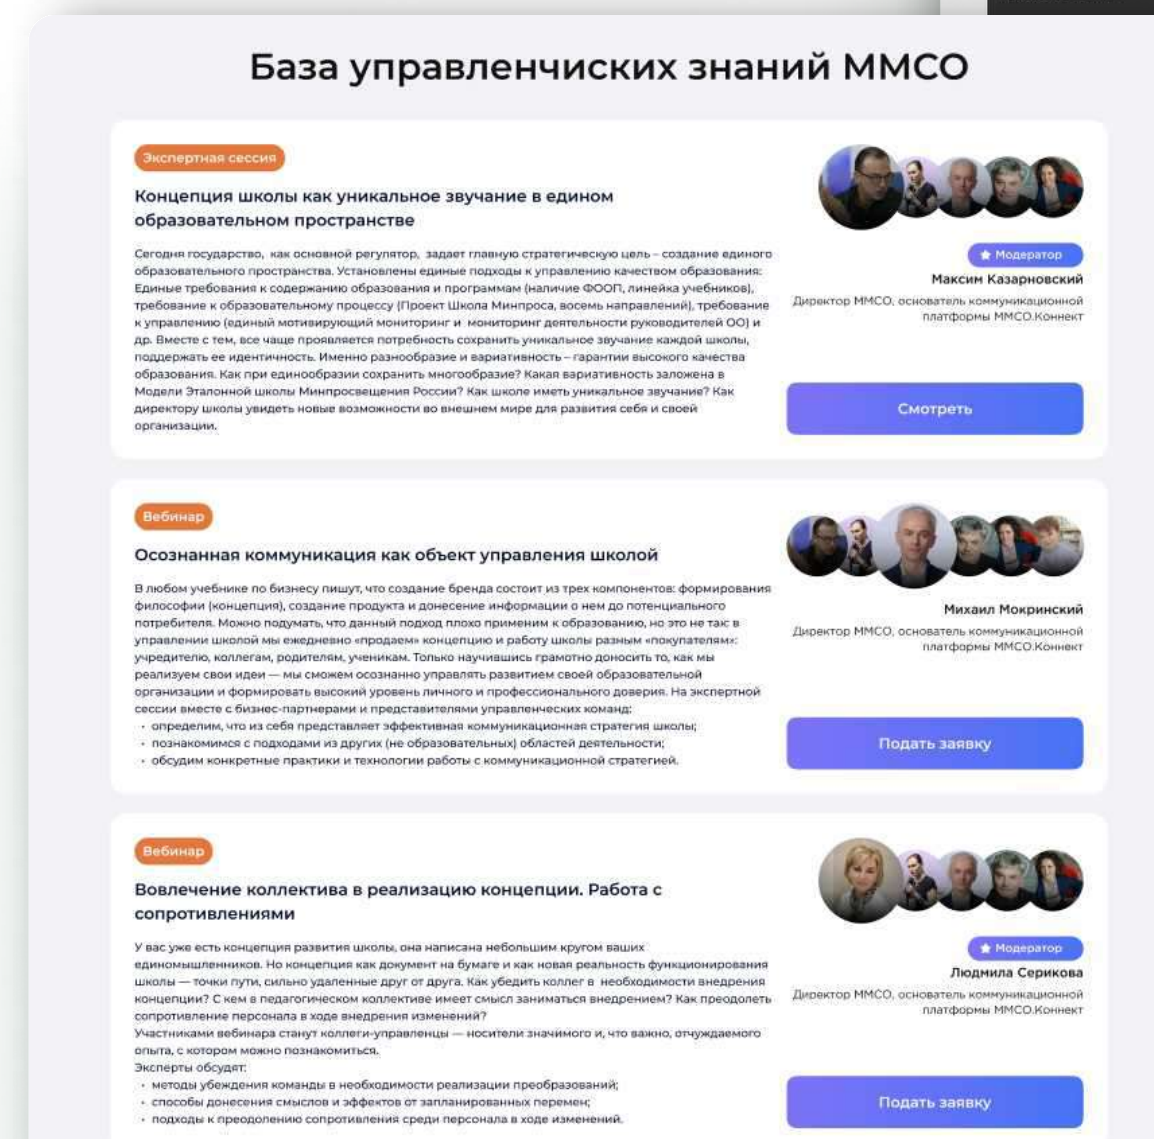 База управленчиских знаний ММСО
Экспертная сессия
Концепция школы как уникальное звучание в едином
образовательном пространстве
Сегодня государство, как основной регулятор, задает главную стратегическую цель – создание единого
образовательного пространства. Установлены единые подходы к управлению качеством образования:
Единые требования к содержанию образования и программам (наличие ФООП, линейка учебников),
требование к образовательному процессу (Проект Школа Минпроса, восемь направлений), требование
к управлению (единый мотивирующий мониторинг и мониторинг деятельности руководителей ОО) и
др. Вместе с тем, все чаще проявляется потребность сохранить уникальное звучание каждой школы,
поддержать ее идентичность. Именно разнообразие и вариативность – гарантии высокого качества
образования. Как при единообразии сохранить многообразие? Какая вариативность заложена в
Модели Эталонной школы Минпросвещения России? Как школе иметь уникальное звучание? Как
директору школы увидеть новые возможности во внешнем мире для развития себя и своей
организации.
Модератор
Максим Казарновский
Директор ММСО, основатель коммуникационной
платформы ММСО.Коннект
Смотреть
Вебинар
Осознанная коммуникация как объект управления школой
В любом учебнике по бизнесу пишут, что создание бренда состоит из трех компонентов: формирования
философии (концепция), создание продукта и донесение информации о нем до потенциального
потребителя. Можно подумать, что данный подход плохо применим к образованию, но это не так: в
управлении школой мы ежедневно «продаем» концепцию и работу школы разным «покупателям»:
учредителю, коллегам, родителям, ученикам. Только научившись грамотно доносить то, как мы
реализуем свои идеи — мы сможем осознанно управлять развитием своей образовательной
организации и формировать высокий уровень личного и профессионального доверия. На экспертной
сессии вместе с бизнес-партнерами и представителями управленческих команд:
• определим, что из себя представляет эффективная коммуникационная стратегия школы;
• познакомимся с подходами из других (не образовательных) областей деятельности;
• обсудим конкретные практики и технологии работы с коммуникационной стратегией.
Михаил Мокринский
Директор ММСО, основатель коммуникационной
платформы ММСО.Коннект
Подать заявку
Вебинар
Вовлечение коллектива в реализацию концепции. Работа с
сопротивлениями
У вас уже есть концепция развития школы, она написана небольшим кругом ваших
единомышленников. Но концепция как документ на бумаге и как новая реальность функционирования
школы — точки пути, сильно удаленные друг от друга. Как убедить коллег в необходимости внедрения
концепции? С кем в педагогическом коллективе имеет смысл заниматься внедрением? Как преодолеть
сопротивление персонала в ходе внедрения изменений?
Участниками вебинара станут коллеги-управленцы — носители значимого и, что важно, отчуждаемого
опыта, с котором можно познакомиться.
Эксперты обсудят:
• методы убеждения команды в необходимости реализации преобразований;
• способы донесения смыслов и эффектов от запланированных перемен;
• подходы к преодолению сопротивления среди персонала в ходе изменений.
Модератор
Людмила Серикова
Директор ММСО, основатель коммуникационной
платформы ММСО.Коннект
Подать заявку